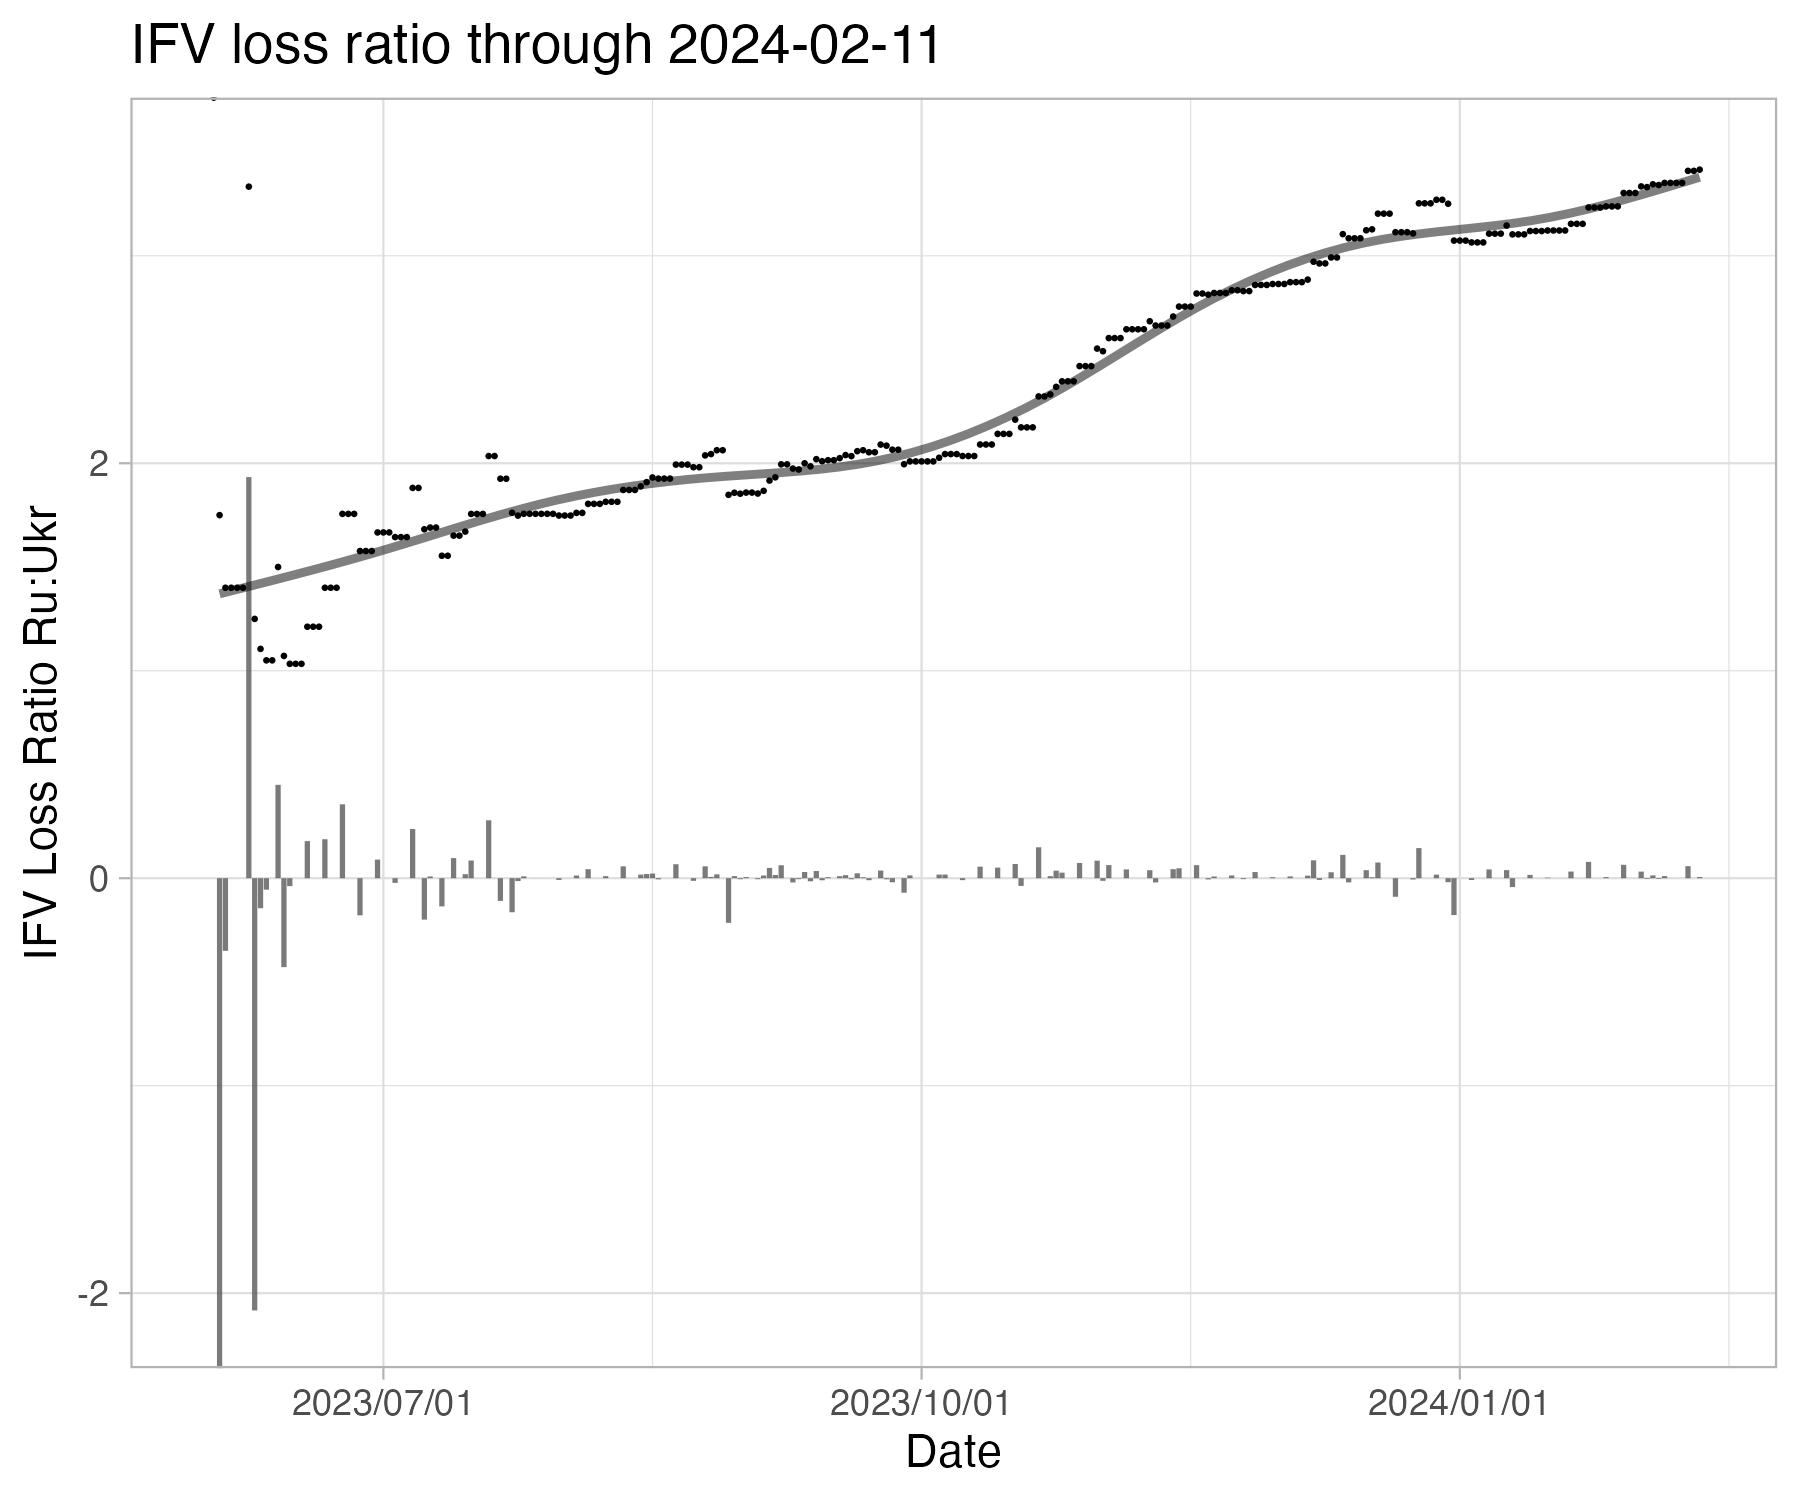 IFV loss ratio through 2024-02-11
IFV Loss Ratio Ru:Ukr
2
0
-2
2023/07/01
2023/10/01
2024/01/01
Date